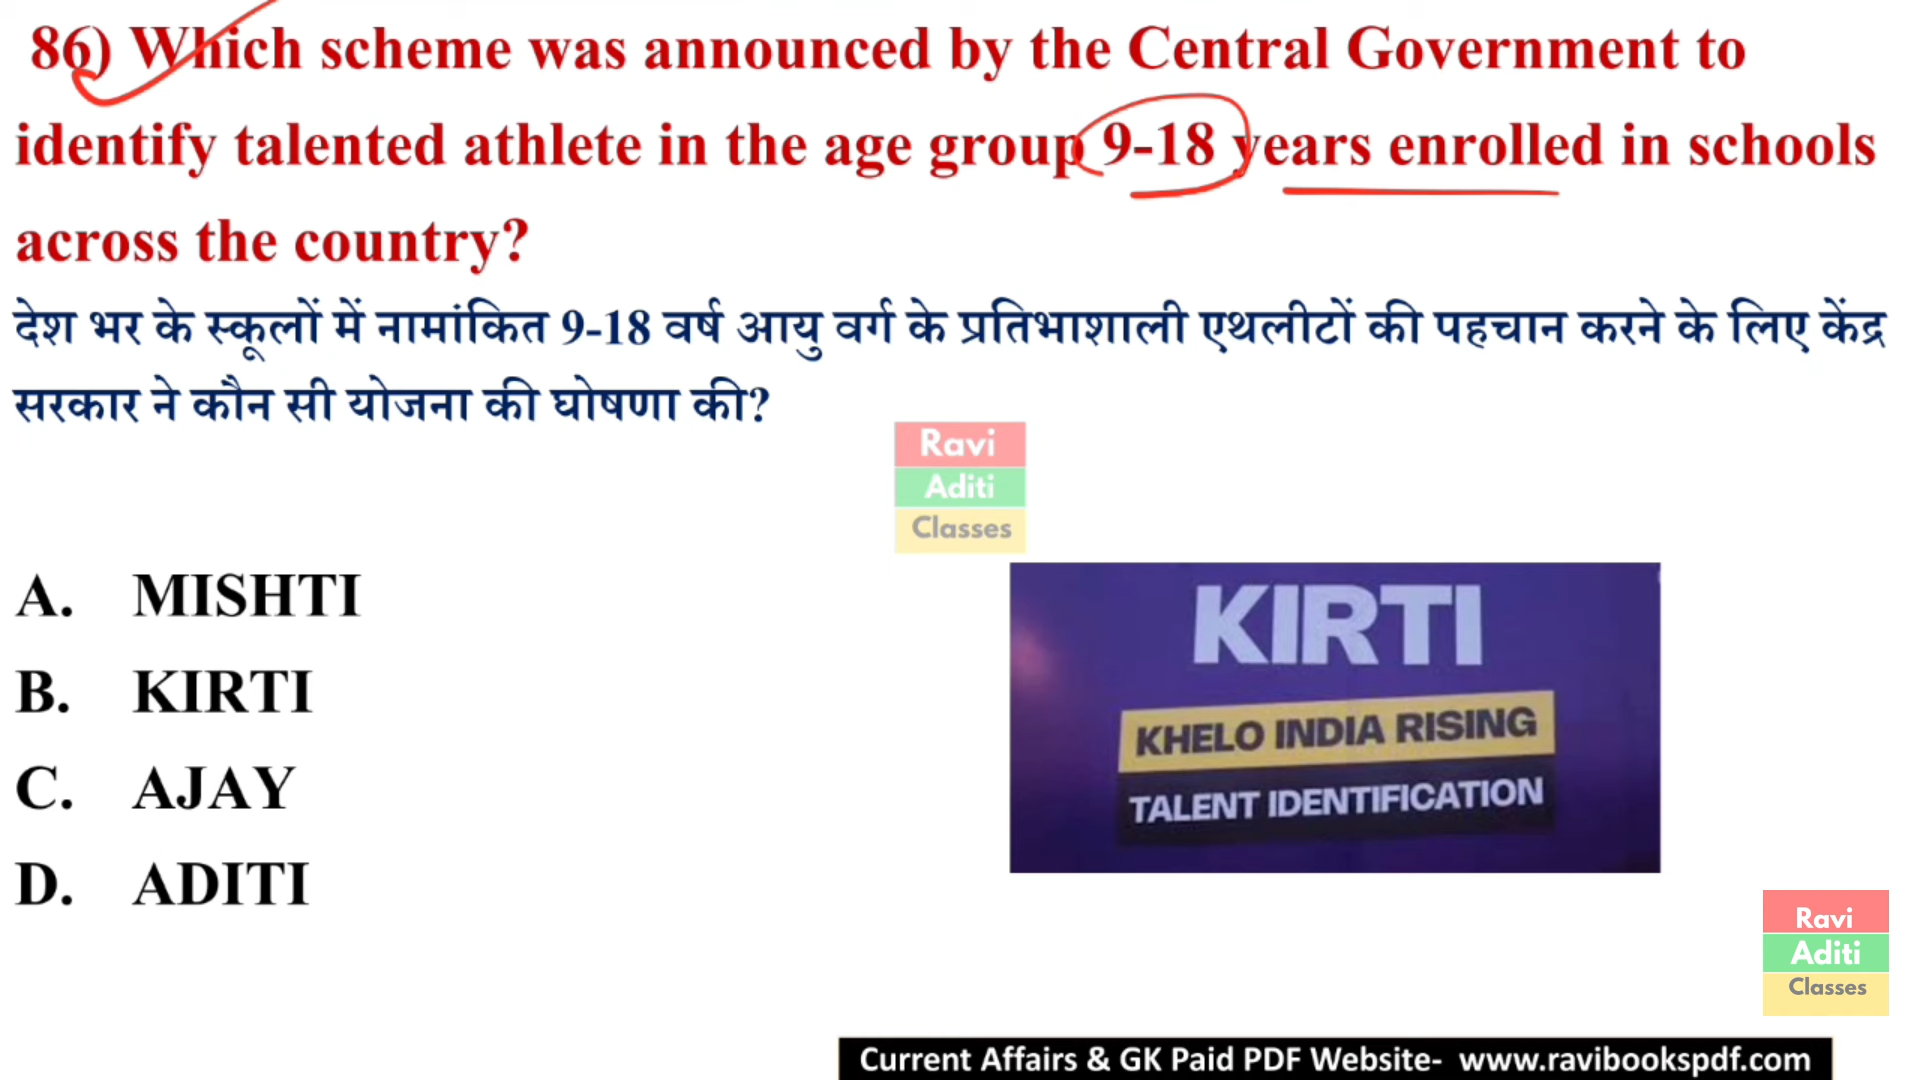 86) Which scheme was announced by the Central Government to
identify talented athlete in the age group 9-18 years enrolled in schools
across the country?
देश भर के स्कूलों में नामांकित 9-18 वर्ष आयु वर्ग के प्रतिभाशाली एथलीटों की पहचान करने के लिए केंद्र
सरकार ने कौन सी योजना की घोषणा की?
Ravi
Aditi
Classes
A. MISHTI
B. KIRTI
C. AJAY
D. ADITI
KIRTI
KHELO INDIA RISING
TALENT IDENTIFICATION
Ravi
Aditi
Classes
Current Affairs & GK Paid PDF Website- www.ravibookspdf.com